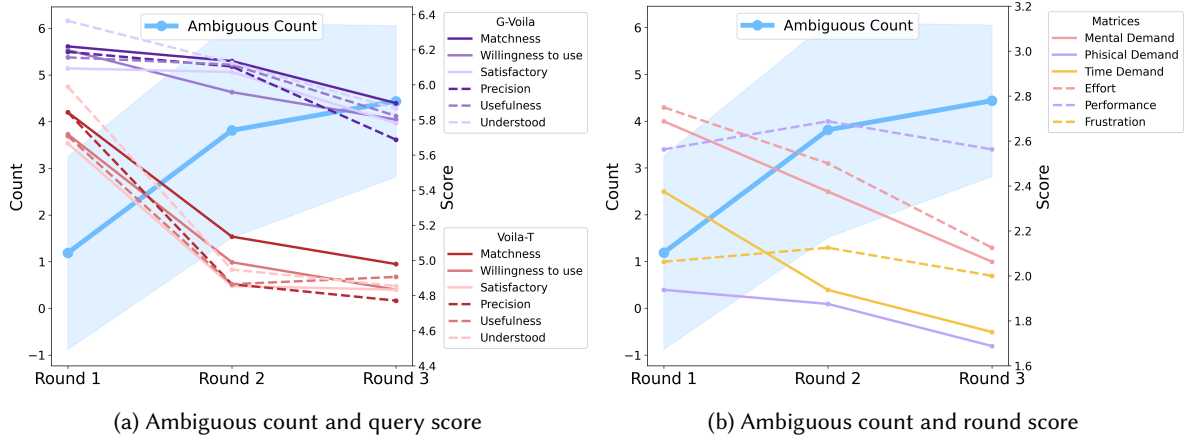 Ambiguous Count
6
5
4
3
2
1
0
−1
Count
6.4
6.2
6.0
5.8
5.6
5.4
5.2
5.0
4.8
4.6
4.4
Score
Round 1
Round 2
Round 3
G-Voila
Matchness
Willingness to use
Satisfactory
Precision
Usefulness
Understood
Voila-T
Matchness
Willingness to use
Satisfactory
Precision
Usefulness
Understood
(a) Ambiguous count and query score
Ambiguous Count
6
5
4
3
2
1
0
−1
Count
3.2
3.0
2.8
2.6
2.4
2.2
2.0
1.8
1.6
Score
Round 1
Round 2
Round 3
Matrices
Mental Demand
Phisical Demand
Time Demand
Effort
Performance
Frustration
(b) Ambiguous count and round score